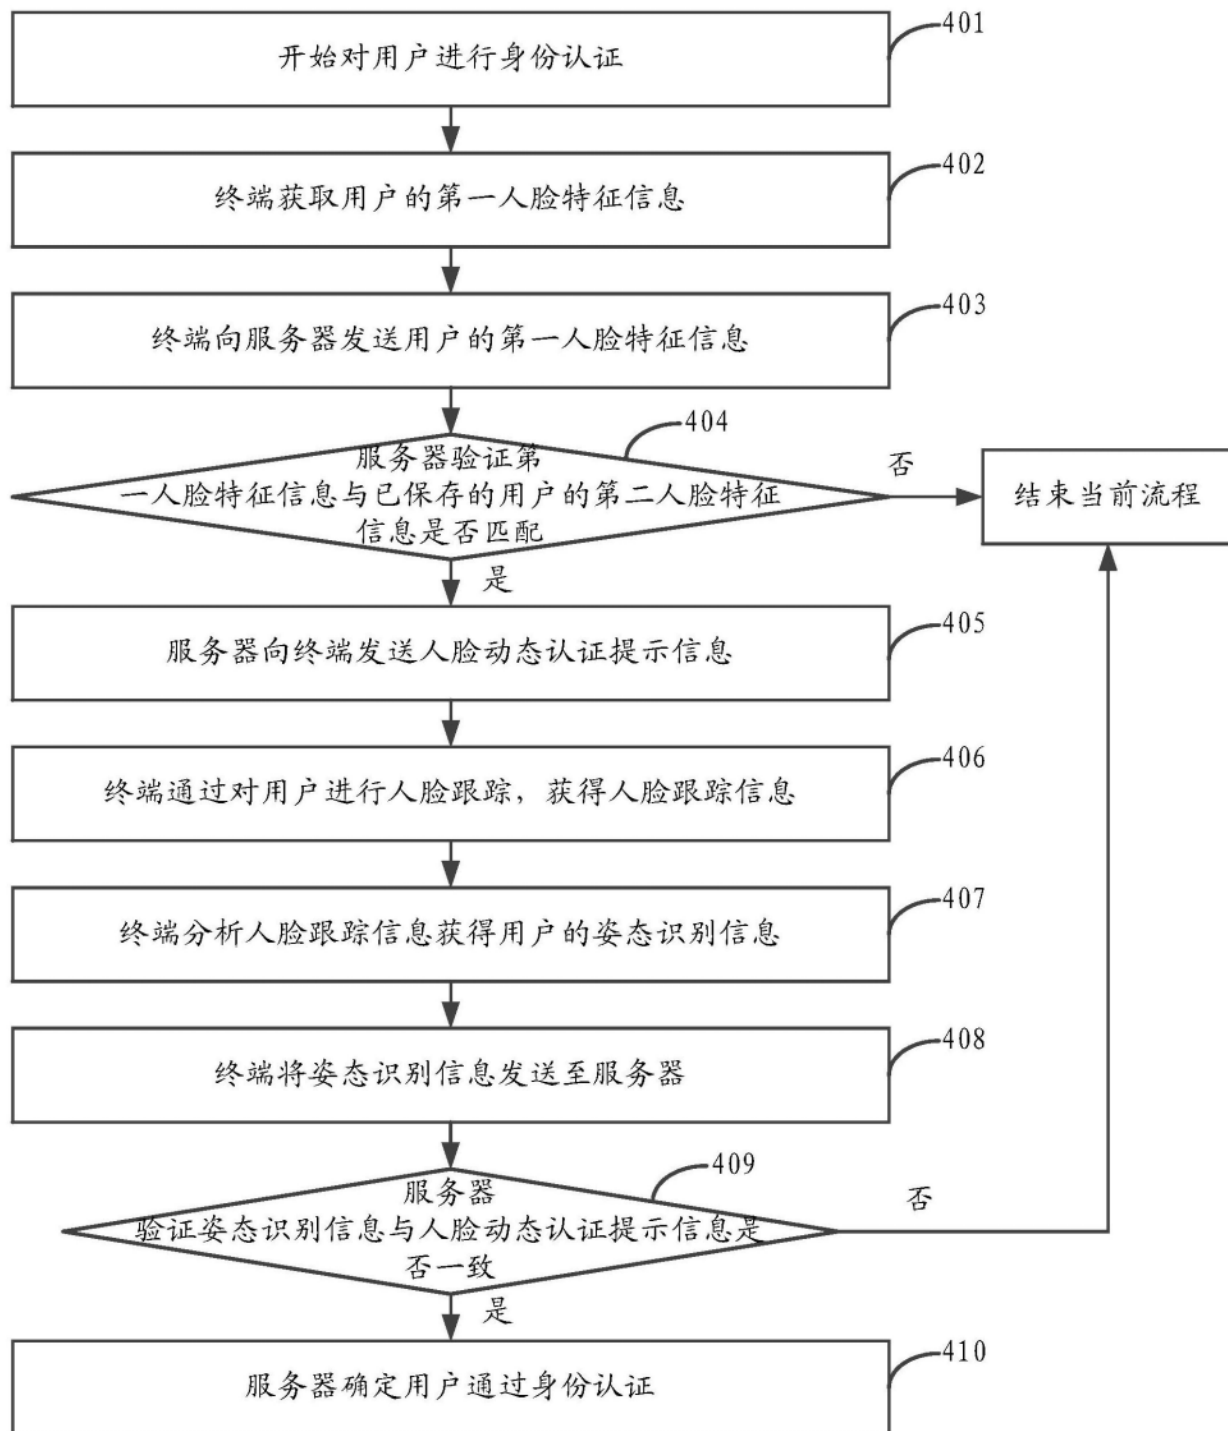 开始对用户进行身份认证
401
终端获取用户的第一人脸特征信息
402
终端向服务器发送用户的第一人脸特征信息
403
服务器验证第
一人脸特征信息与已保存的用户的第二人脸特征
信息是否匹配
404
否
结束当前流程
是
服务器向终端发送人脸动态认证提示信息
405
终端通过对用户进行人脸跟踪，获得人脸跟踪信息
406
终端分析人脸跟踪信息获得用户的姿态识别信息
407
终端将姿态识别信息发送至服务器
408
服务器
验证姿态识别信息与人脸动态认证提示信息是
否一致
409
否
是
服务器确定用户通过身份认证
410